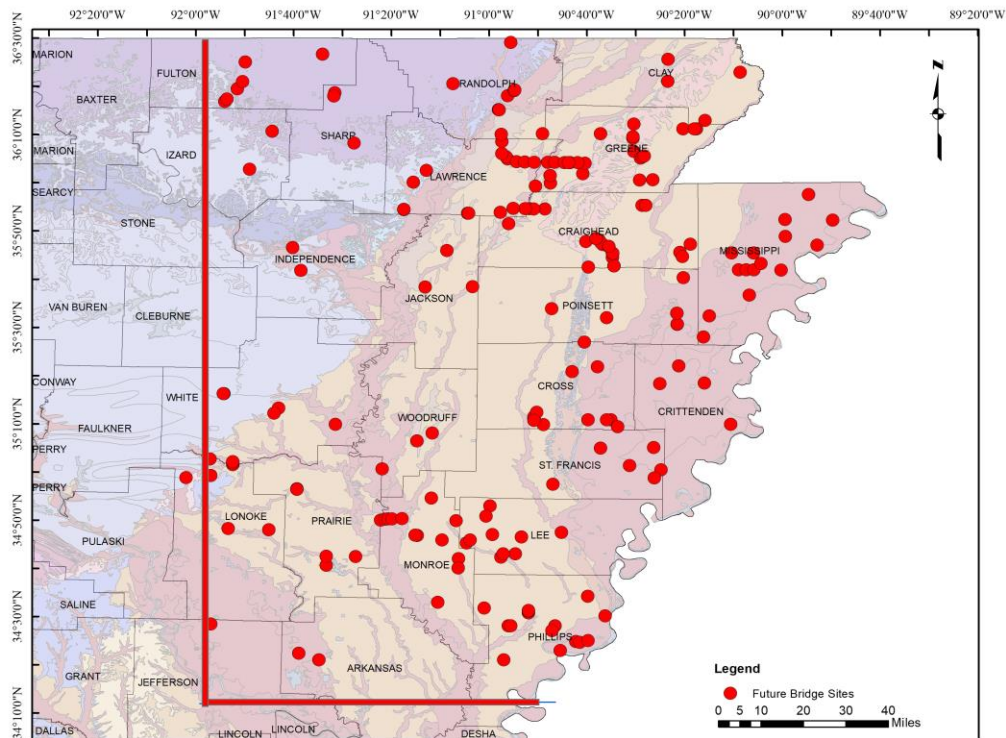 92°20'0"W 92°0'0"W 91°40'0"W 91°20'0"W 91°0'0"W 90°40'0"W 90°20'0"W 90°0'0"W 89°40'0"W 89°20'0"W
36°30'0"N
36°10'0"N
35°50'0"N
35°30'0"N
35°10'0"N
34°50'0"N
34°30'0"N
34°10'0"N
MARION
FULTON
BAXTER
RANDOLPH
CLAY
N
SHARP
MARION
IZARD
GREENE
LAWRENCE
SEARCY
STONE
CRAIGHEAD
INDEPENDENCE
MISSISSIPPI
JACKSON
VAN BUREN
CLEBURNE
POINSETT
CONWAY
WHITE
CROSS
WOODRUFF
CRITTENDEN
FAULKNER
PERRY
ST. FRANCIS
PERRY
LONOKE
PRAIRIE
PULASKI
LEE
MONROE
SALINE
PHILLIPS
GRANT
JEFFERSON
ARKANSAS
DALLAS
LINCOLN
LINCOLN
DESHA
Legend
Future Bridge Sites
0 5 10 20 30 40
Miles